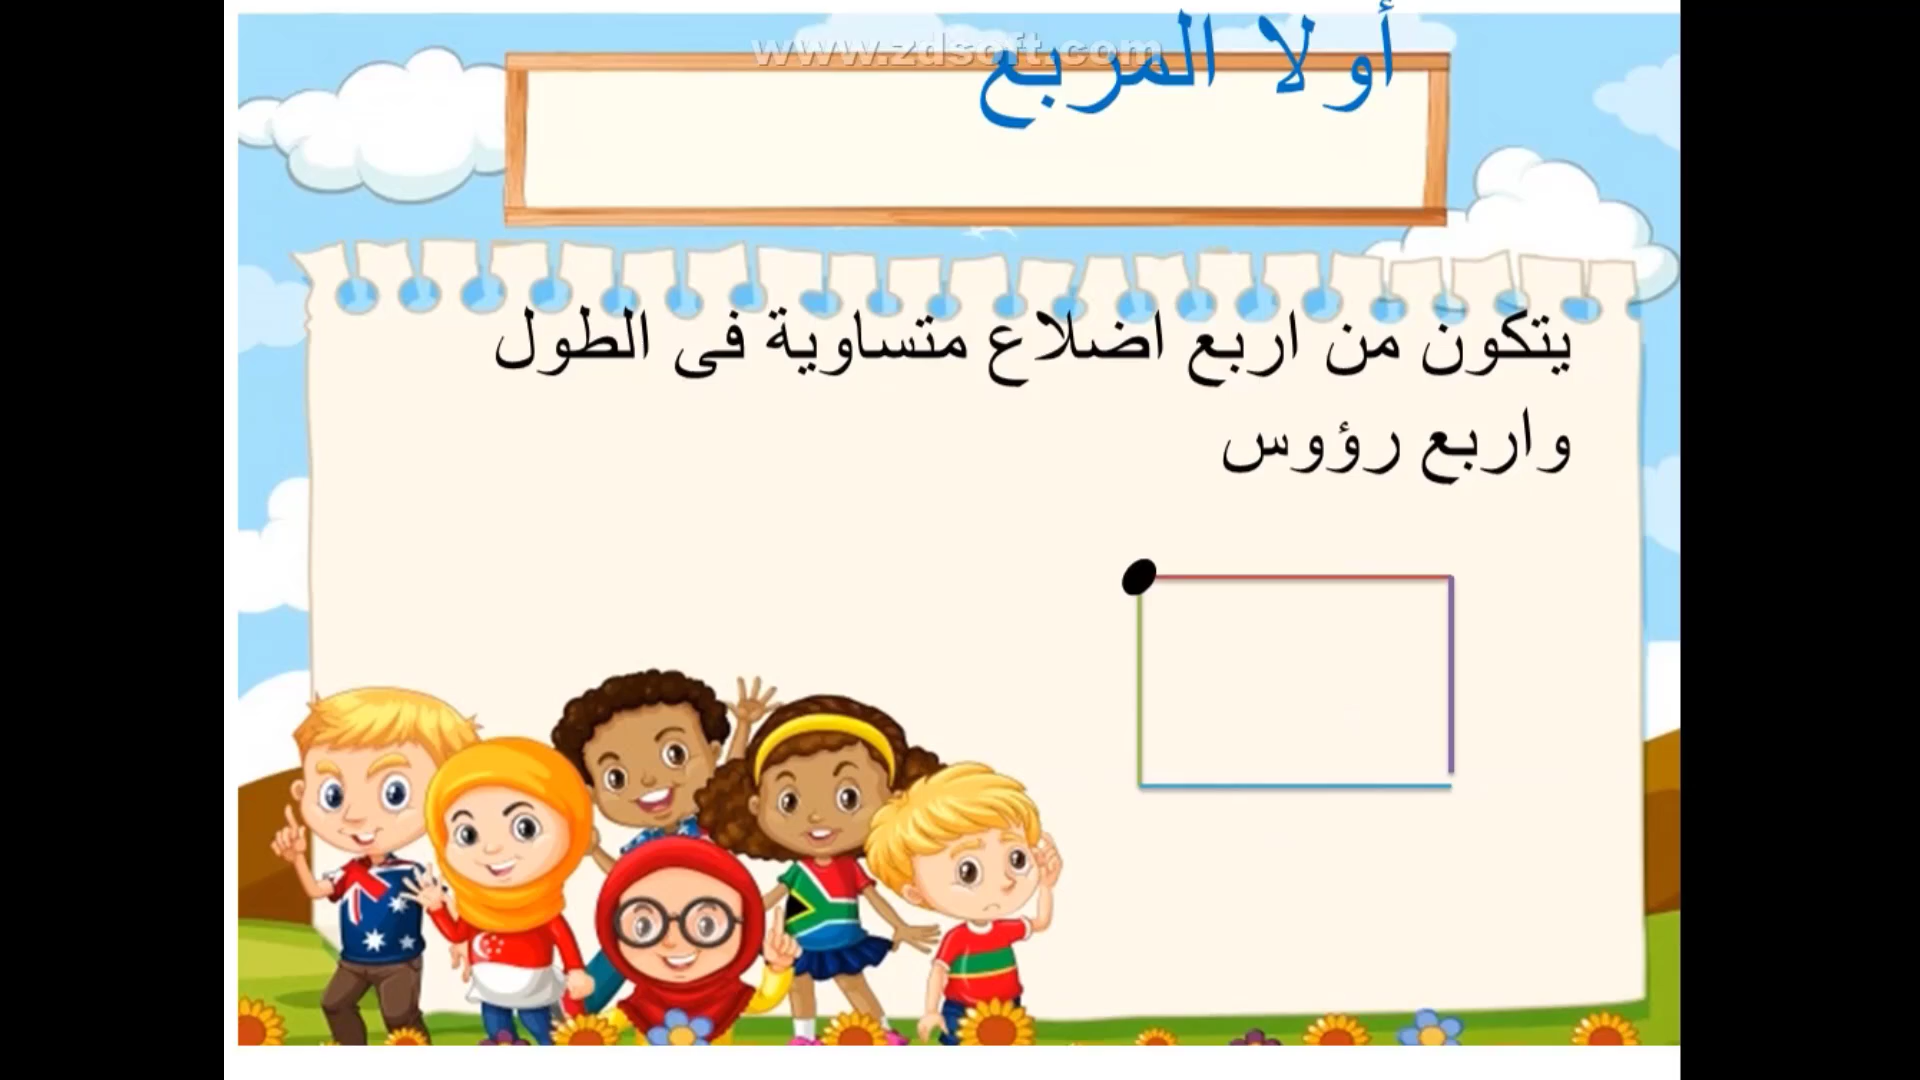 www.zdsoft.com
أولا المربع
يتكون من اربع اضلاع متساوية فى الطول
واربع رؤوس